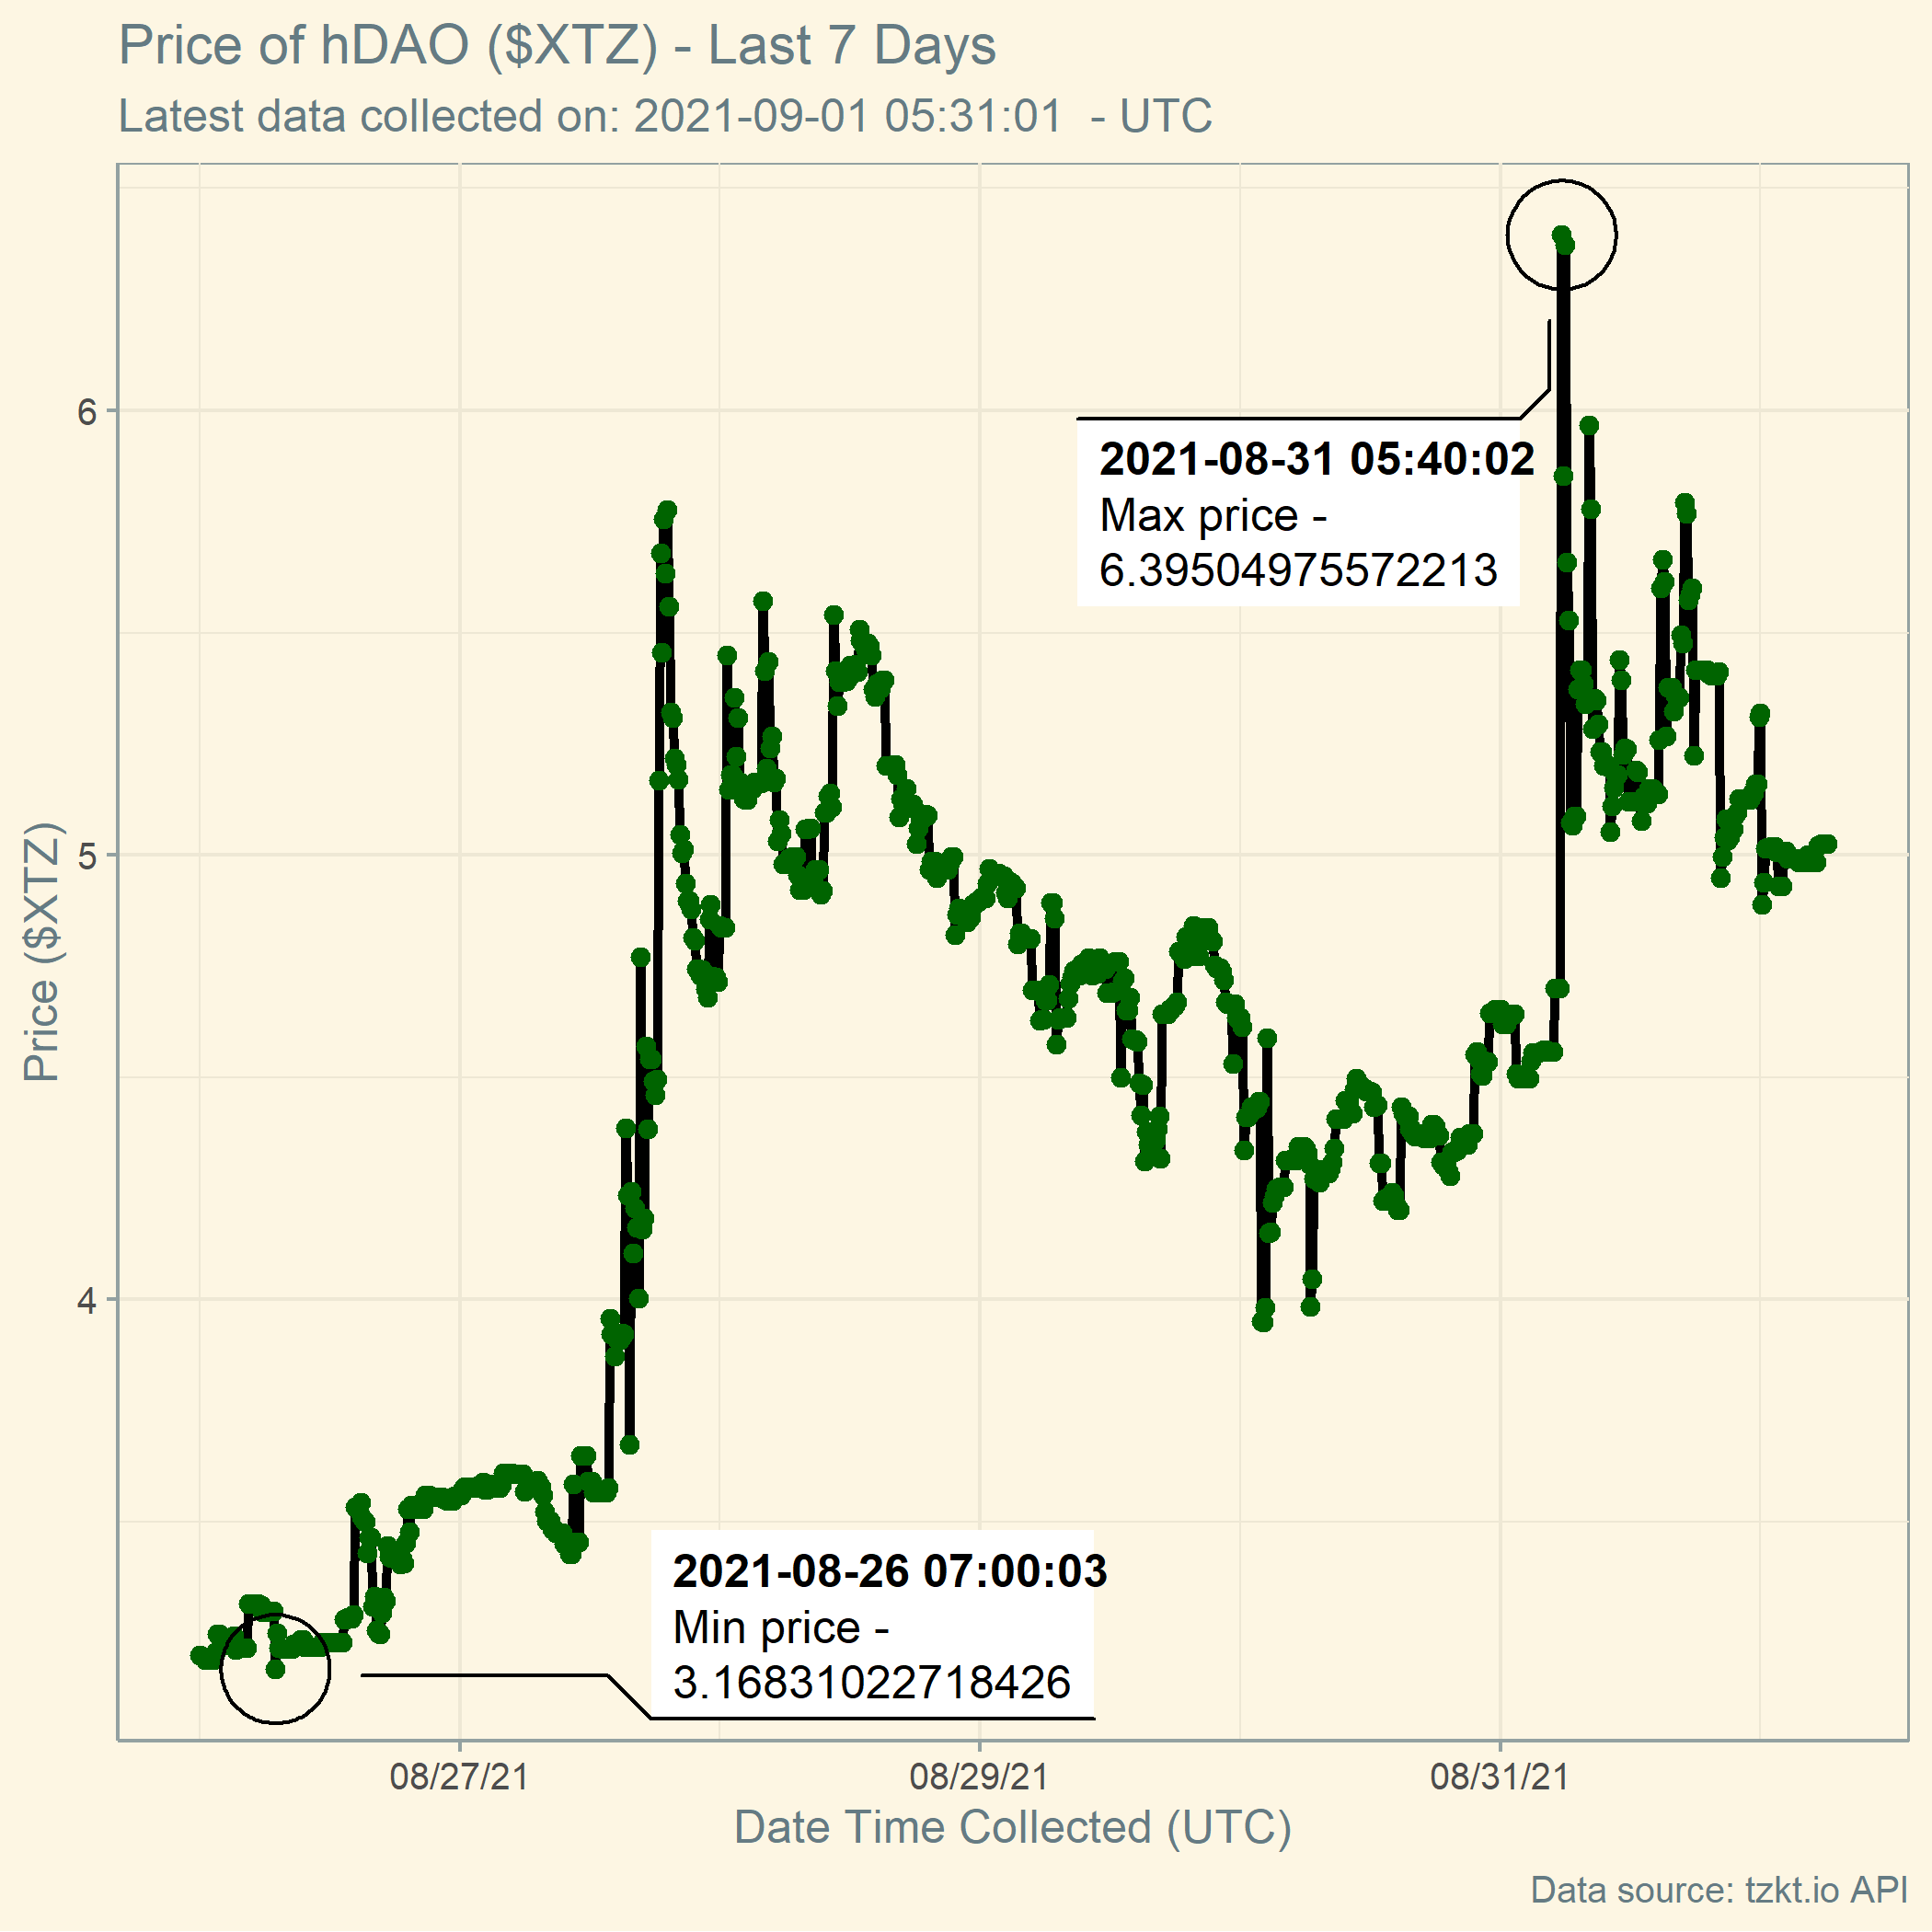 Price of hDAO ($XTZ) - Last 7 Days
Latest data collected on: 2021-09-01 05:31:01  - UTC
6
2021-08-31 05:40:02
Max price -
6.39504975572213
5
Price ($XTZ)
4
2021-08-26 07:00:03
Min price -
3.16831022718426
08/27/21
08/29/21
08/31/21
Date Time Collected (UTC)
Data source: tzkt.io API